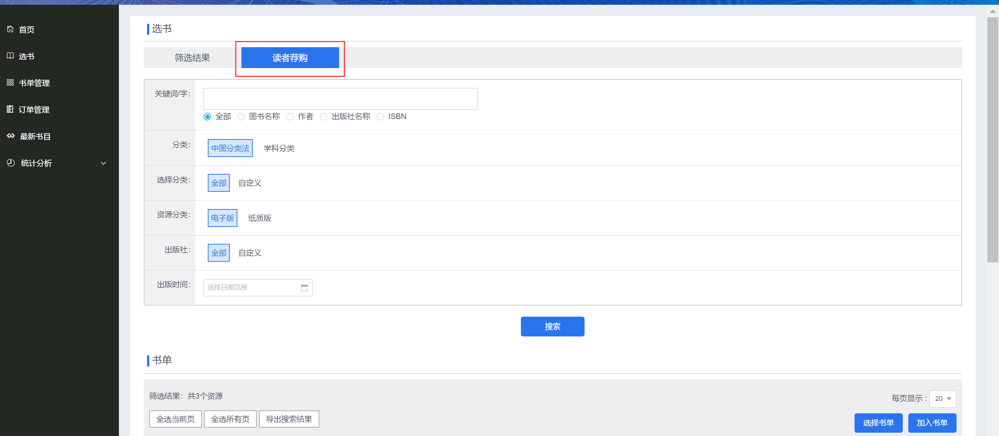 首页
选书
书单管理
订单管理
最新书目
统计分析
选书
筛选结果 读者荐购
关键词/字：
全部 图书名称 作者 出版社名称 ISBN
分类： 中图分类法 学科分类
选择分类： 全部 自定义
资源分类： 电子版 纸质版
出版社： 全部 自定义
出版时间： 选择日期范围
搜索
书单
筛选结果：共3个资源
每页显示 : 20
全选当前页 全选所有页 导出搜索结果
选择书单 加入书单